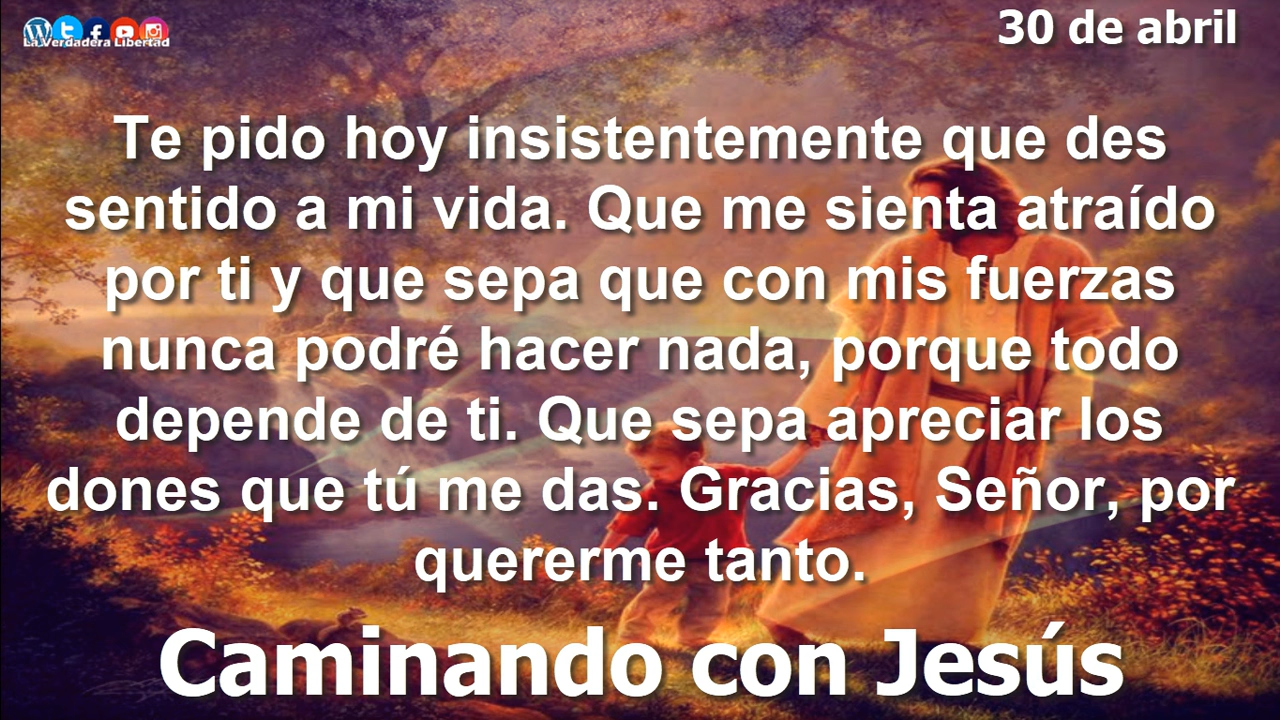 La Verdadera Libertad
30 de abril
Te pido hoy insistentemente que des
sentido a mi vida. Que me sienta atraído
por ti y que sepa que con mis fuerzas
nunca podré hacer nada, porque todo
depende de ti. Que sepa apreciar los
dones que tú me das. Gracias, Señor, por
quererme tanto.
Caminando con Jesús